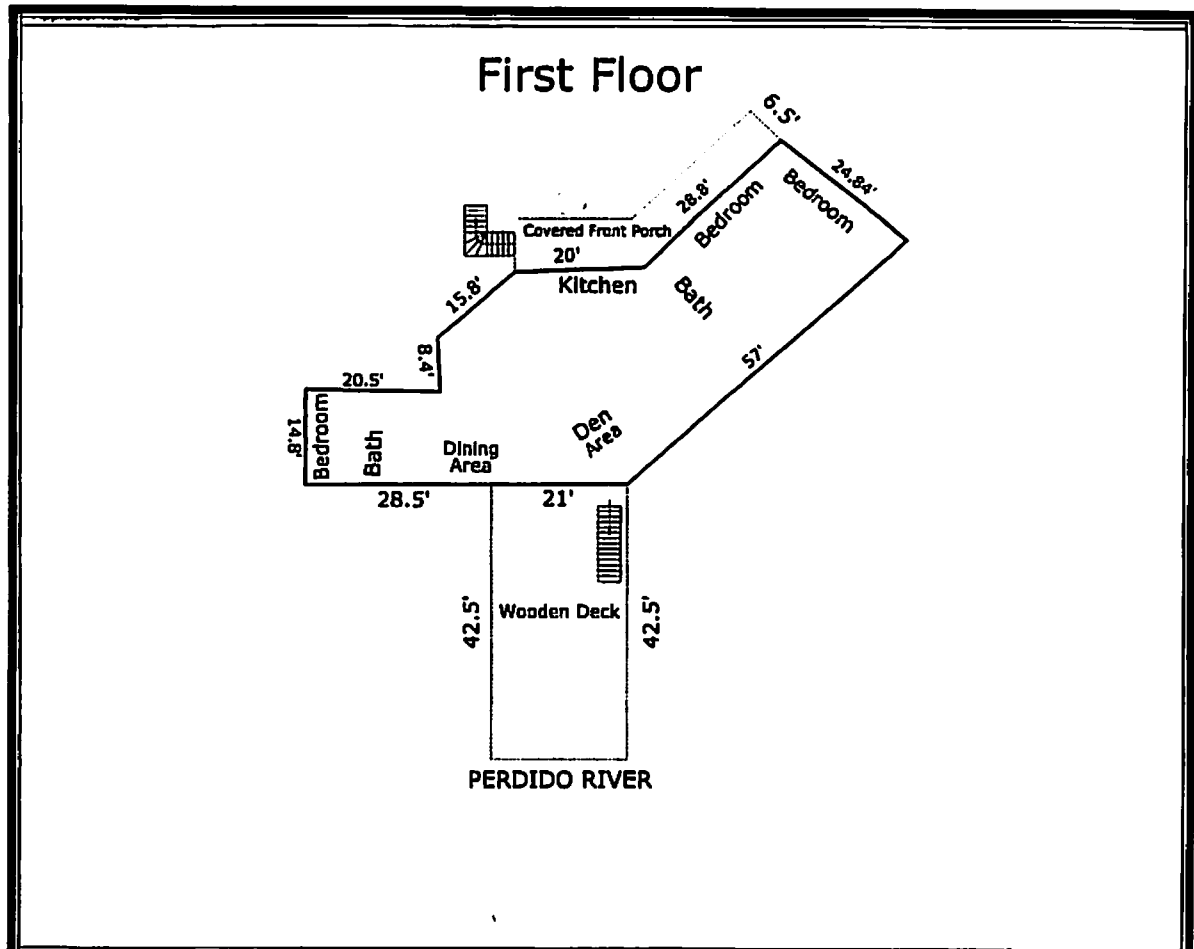 First Floor
6.5'
24.84'
28.8'
Bedroom
Bedroom
Covered Front Porch
20'
Kitchen
Bath
15.8'
8.4'
57'
20.5'
14.8'
Bedroom
Bath
Dining
Area
Den
Area
28.5'
21'
42.5'
Wooden Deck
42.5'
PERDIDO RIVER